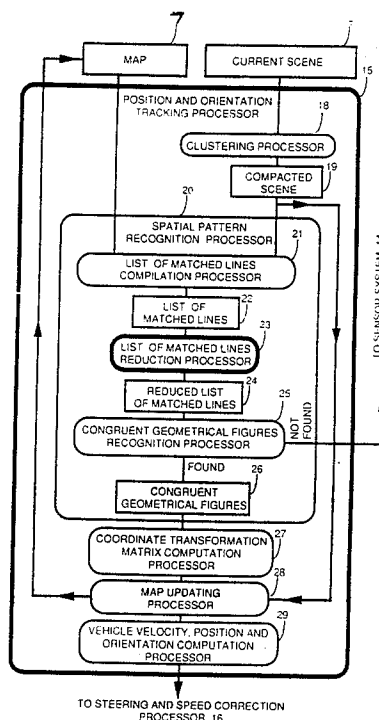 7
MAP
CURRENT SCENE
15
POSITION AND ORIENTATION
TRACKING PROCESSOR
18
CLUSTERING PROCESSOR
19
COMPACTED
SCENE
20
SPATIAL PATTERN
RECOGNITION PROCESSOR
21
LIST OF MATCHED LINES
COMPILATION PROCESSOR
22
LIST OF
MATCHED LINES
23
LIST OF MATCHED LINES
REDUCTION PROCESSOR
24
REDUCED LIST
OF MATCHED LINES
25
CONGRUENT GEOMETRICAL FIGURES
RECOGNITION PROCESSOR
NOT
FOUND
FOUND
26
CONGRUENT
GEOMETRICAL FIGURES
27
COORDINATE TRANSFORMATION
MATRIX COMPUTATION
PROCESSOR
28
MAP UPDATING
PROCESSOR
29
VEHICLE VELOCITY, POSITION AND
ORIENTATION COMPUTATION
PROCESSOR
TO STEERING AND SPEED CORRECTION
PROCESSOR 16
TO SENSOR SYSTEM